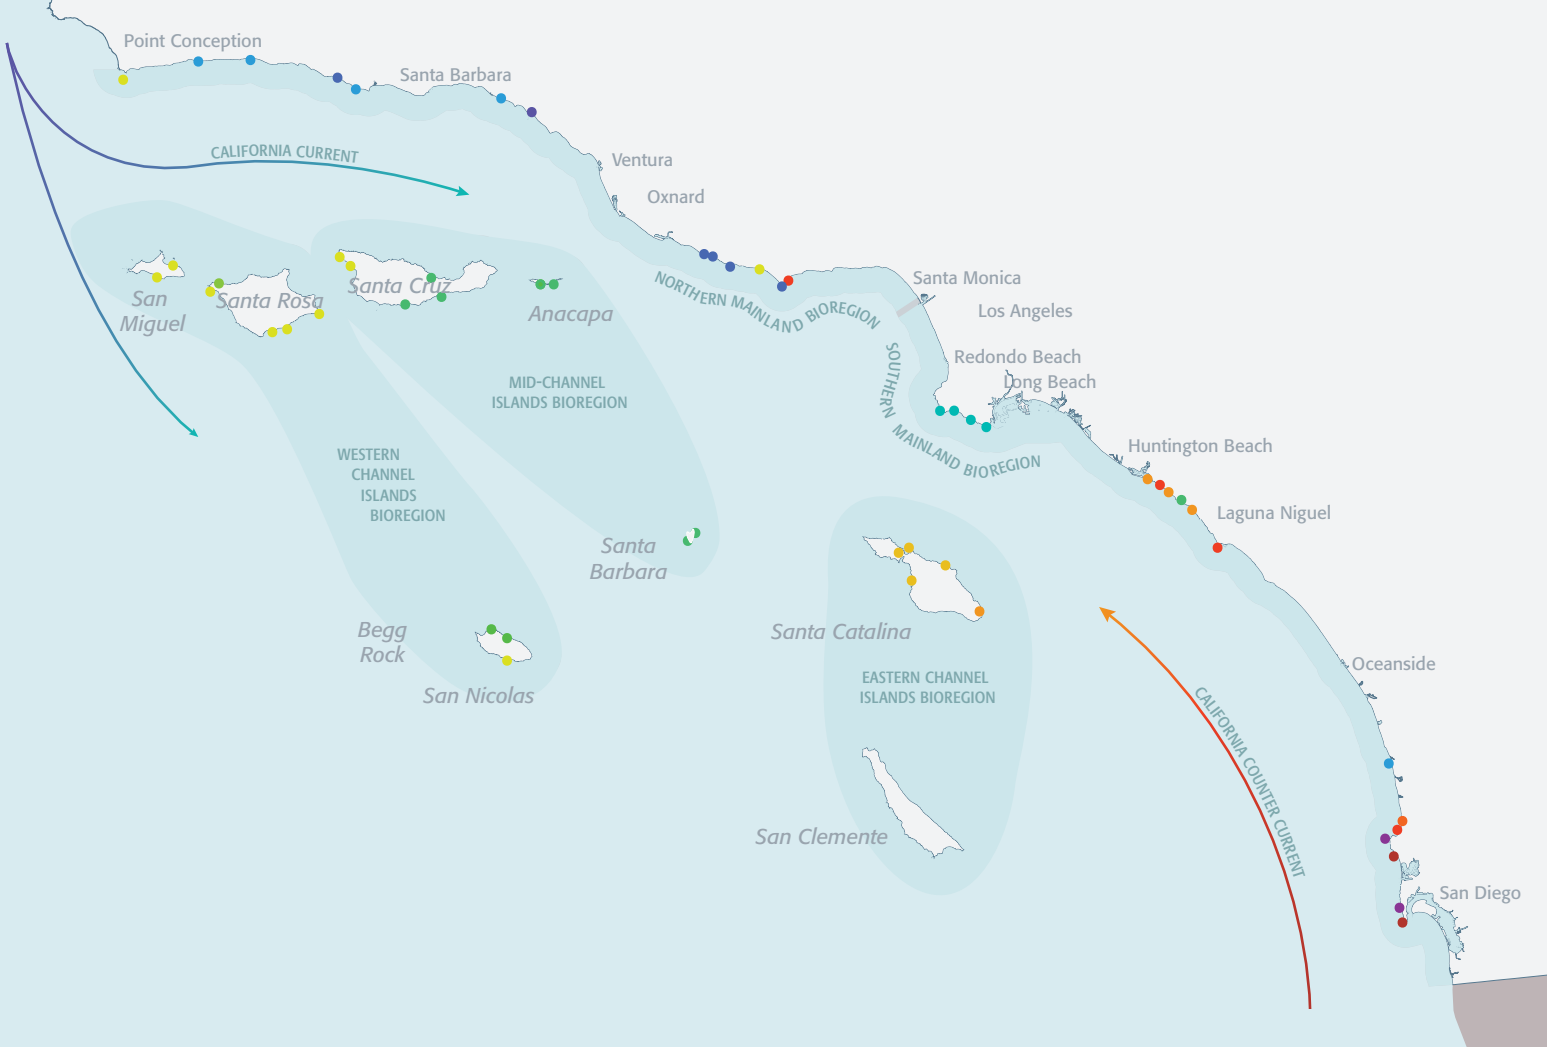 Point Conception
Santa Barbara
CALIFORNIA CURRENT
Ventura
Oxnard
San
Miguel
Santa Rosa
Santa Cruz
Anacapa
NORTHERN MAINLAND BIOREGION
Santa Monica
Los Angeles
SOUTHERN MAINLAND BIOREGION
Redondo Beach
Long Beach
MID-CHANNEL
ISLANDS BIOREGION
Huntington Beach
WESTERN
CHANNEL
ISLANDS
BIOREGION
Laguna Niguel
Santa
Barbara
Begg
Rock
Santa Catalina
San Nicolas
EASTERN CHANNEL
ISLANDS BIOREGION
Oceanside
CALIFORNIA COUNTER CURRENT
San Clemente
San Diego